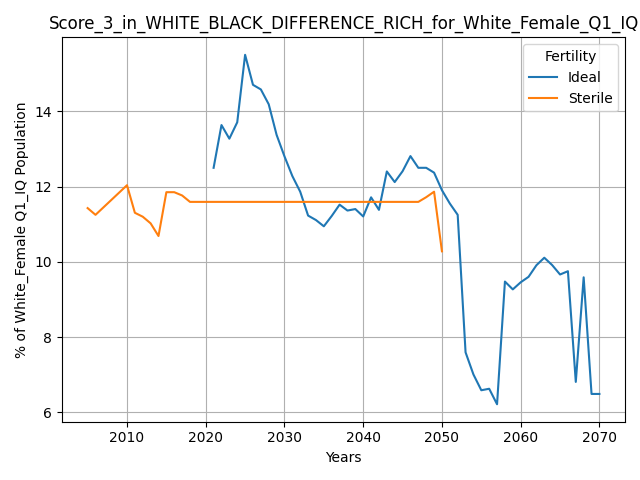 Score_3_in_WHITE_BLACK_DIFFERENCE_RICH_for_White_Female_Q1_IQ
% of White_Female Q1_IQ Population
14
12
10
8
6
Fertility
Ideal
Sterile
2010 2020 2030 2040 2050 2060 2070
Years